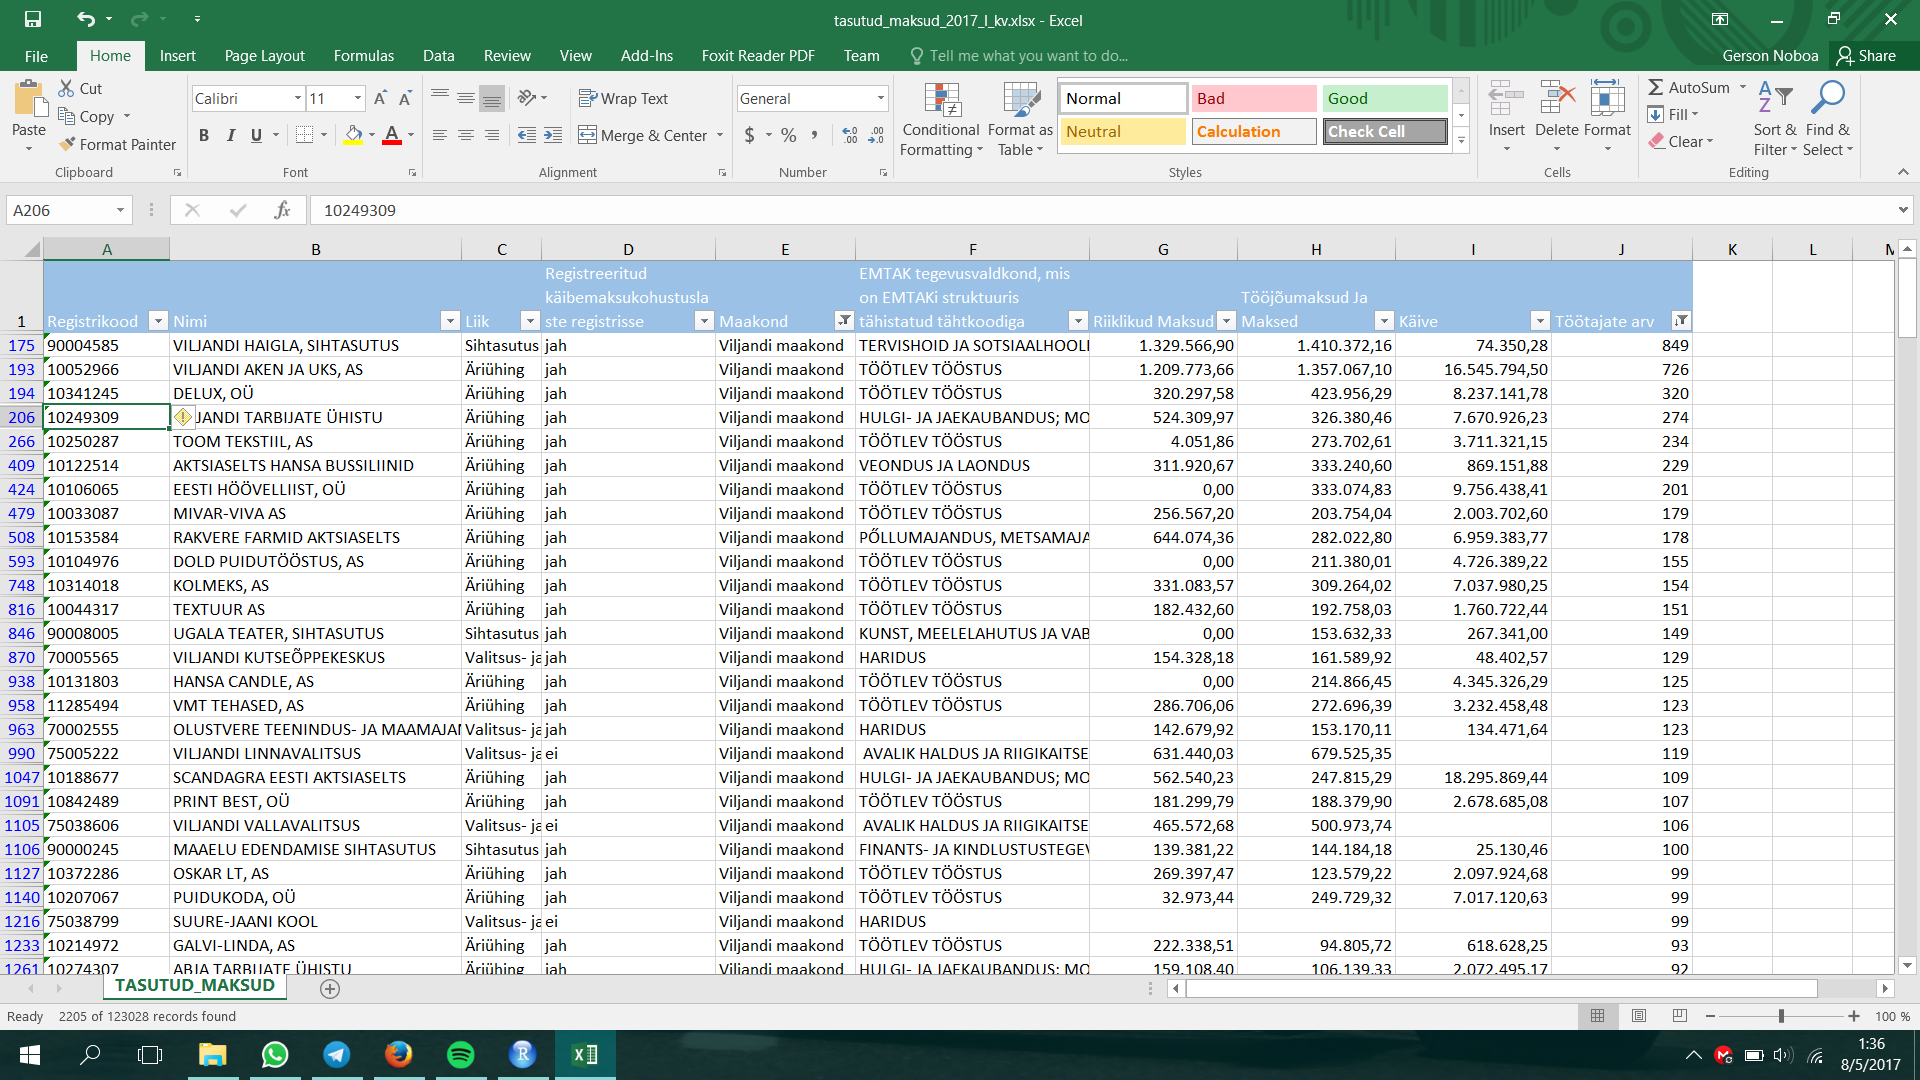 tasutud_maksud_2017_I_kv.xlsx - Excel
File Home Insert Page Layout Formulas Data Review View Add-Ins Foxit Reader PDF Team Tell me what you want to do... Gerson Noboa Share
Paste Cut Copy Format Painter Clipboard
Calibri 11 B I U A Font
Wrap Text Merge & Center Alignment
General $ % , Number
Conditional Formatting Format as Table
Normal Bad Good
Neutral Calculation Check Cell
Styles
Insert Delete Format Cells
AutoSum Fill Clear Sort & Filter Find & Select Editing
A206 fx 10249309
A B C D E F G H I J K L M
1 Registrikood Nimi Liik Registreeritud käibemaksukohustusla ste registrisse Maakond EMTAK tegevusvaldkond, mis on EMTAKi struktuuris tähistatud tähtkoodiga Riiklikud Maksud Tööjõumaksud Ja Maksed Käive Töötajate arv
175 90004585 VILJANDI HAIGLA, SIHTASUTUS Sihtasutus jah Viljandi maakond TERVISHOID JA SOTSIAALHOOL 1.329.566,90 1.410.372,16 74.350,28 849
193 10052966 VILJANDI AKEN JA UKS, AS Äriühing jah Viljandi maakond TÖÖTLEV TÖÖSTUS 1.209.773,66 1.357.067,10 16.545.794,50 726
194 10341245 DELUX, OÜ Äriühing jah Viljandi maakond TÖÖTLEV TÖÖSTUS 320.297,58 423.956,29 8.237.141,78 320
206 10249309 JANDI TARBIJATE ÜHISTU Äriühing jah Viljandi maakond HULGI- JA JAEKAUBANDUS; MO 524.309,97 326.380,46 7.670.926,23 274
266 10250287 TOOM TEKSTIIL, AS Äriühing jah Viljandi maakond TÖÖTLEV TÖÖSTUS 4.051,86 273.702,61 3.711.321,15 234
409 10122514 AKTSIASELTS HANSA BUSSILIINID Äriühing jah Viljandi maakond VEONDUS JA LAONDUS 311.920,67 333.240,60 869.151,88 229
424 10106065 EESTI HÖÖVELLIIST, OÜ Äriühing jah Viljandi maakond TÖÖTLEV TÖÖSTUS 0,00 333.074,83 9.756.438,41 201
479 10033087 MIVAR-VIVA AS Äriühing jah Viljandi maakond TÖÖTLEV TÖÖSTUS 256.567,20 203.754,04 2.003.702,60 179
508 10153584 RAKVERE FARMID AKTSIASELTS Äriühing jah Viljandi maakond PÕLLUMAJANDUS, METSAMAJA 644.074,36 282.022,80 6.959.383,77 178
593 10104976 DOLD PUIDUTÖÖSTUS, AS Äriühing jah Viljandi maakond TÖÖTLEV TÖÖSTUS 0,00 211.380,01 4.726.389,22 155
748 10314018 KOLMEKS, AS Äriühing jah Viljandi maakond TÖÖTLEV TÖÖSTUS 331.083,57 309.264,02 7.037.980,25 154
816 10044317 TEXTUUR AS Äriühing jah Viljandi maakond TÖÖTLEV TÖÖSTUS 182.432,60 192.758,03 1.760.722,44 151
846 90008005 UGALA TEATER, SIHTASUTUS Sihtasutus jah Viljandi maakond KUNST, MEELELAHUTUS JA VAB 0,00 153.632,33 267.341,00 149
870 70005565 VILJANDI KUTSEÕPPEKESKUS Valitsus- ja jah Viljandi maakond HARIDUS 154.328,18 161.589,92 48.402,57 129
938 10131803 HANSA CANDLE, AS Äriühing jah Viljandi maakond TÖÖTLEV TÖÖSTUS 0,00 214.866,45 4.345.326,29 125
958 11285494 VMT TEHASED, AS Äriühing jah Viljandi maakond TÖÖTLEV TÖÖSTUS 286.706,06 272.696,39 3.232.458,48 123
963 70002555 OLUSTVERE TEENINDUS- JA MAAMAJAN Valitsus- ja jah Viljandi maakond HARIDUS 142.679,92 153.170,11 134.471,64 123
990 75005222 VILJANDI LINNAVALITSUS Valitsus- ja ei Viljandi maakond AVALIK HALDUS JA RIIGIKAITSE 631.440,03 679.525,35 119
1047 10188677 SCANDAGRA EESTI AKTSIASELTS Äriühing jah Viljandi maakond HULGI- JA JAEKAUBANDUS; MO 562.540,23 247.815,29 18.295.869,44 109
1091 10842489 PRINT BEST, OÜ Äriühing jah Viljandi maakond TÖÖTLEV TÖÖSTUS 181.299,79 188.379,90 2.678.685,08 107
1105 75038606 VILJANDI VALLAVALITSUS Valitsus- ja ei Viljandi maakond AVALIK HALDUS JA RIIGIKAITSE 465.572,68 500.973,74 106
1106 90000245 MAAELU EDENDAMISE SIHTASUTUS Sihtasutus jah Viljandi maakond FINANTS- JA KINDLUSTUSTEGEV 139.381,22 144.184,18 25.130,46 100
1127 10372286 OSKAR LT, AS Äriühing jah Viljandi maakond TÖÖTLEV TÖÖSTUS 269.397,47 123.579,22 2.097.924,68 99
1140 10207067 PUIDUKODA, OÜ Äriühing jah Viljandi maakond TÖÖTLEV TÖÖSTUS 32.973,44 249.729,32 7.017.120,63 99
1216 75038799 SUURE-JAANI KOOL Valitsus- ja ei Viljandi maakond HARIDUS 99
1233 10214972 GALVI-LINDA, AS Äriühing jah Viljandi maakond TÖÖTLEV TÖÖSTUS 222.338,51 94.805,72 618.628,25 93
1261 10274307 ABJA TARBIJATE ÜHISTU Äriühing jah Viljandi maakond HULGI- JA JAEKAUBANDUS; MO 159.108,40 106.139,33 2.072.495,17 92
TASUTUD_MAKSUD
Ready 2205 of 123028 records found 100 %
1:36
8/5/2017